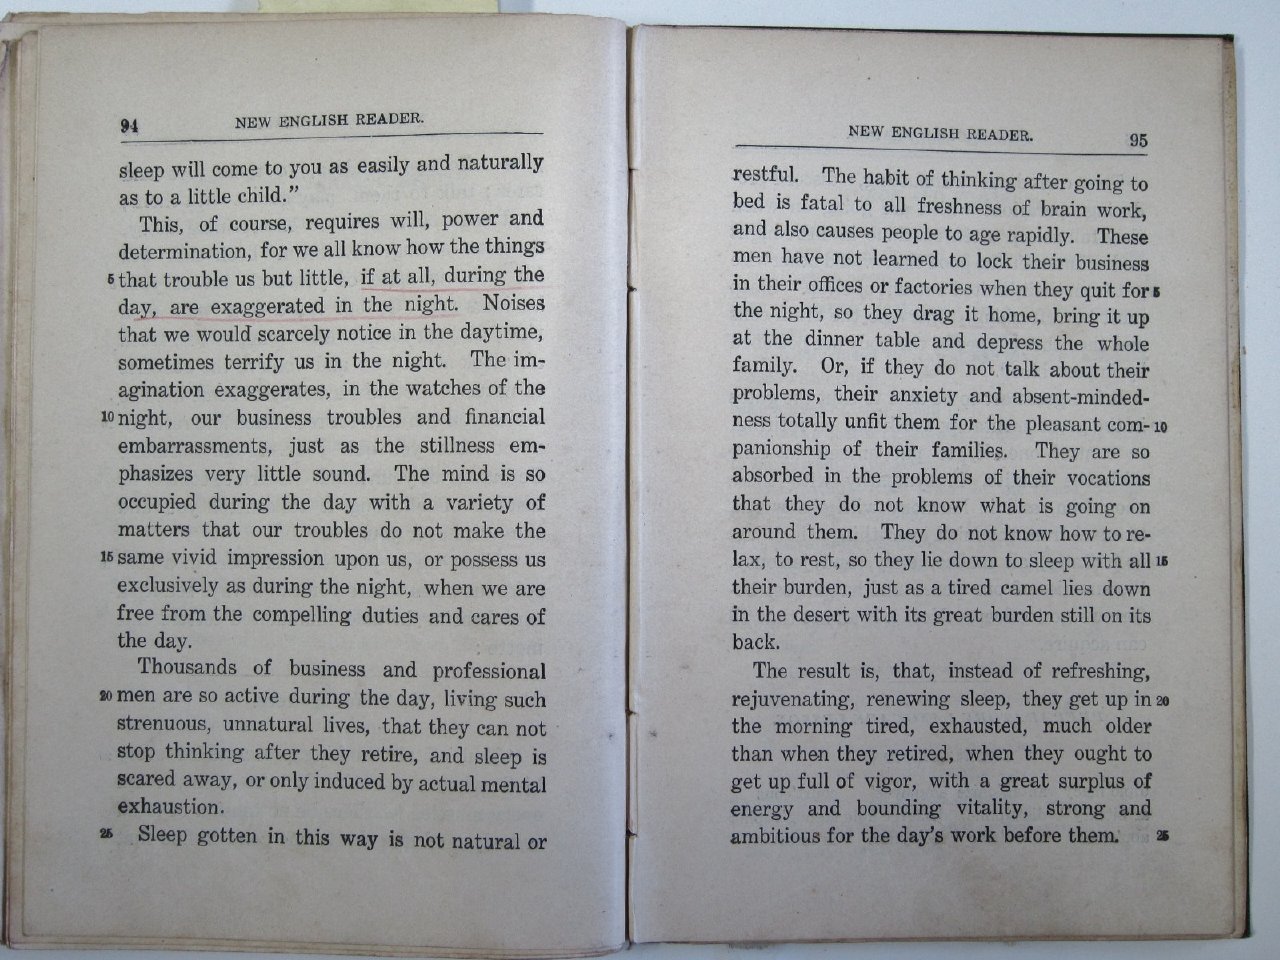 94
NEW ENGLISH READER.
sleep will come to you as easily and naturally
as to a little child.”
This, of course, requires will, power and
determination, for we all know how the things
5 that trouble us but little, if at all, during the
day, are exaggerated in the night. Noises
that we would scarcely notice in the daytime,
sometimes terrify us in the night. The im-
agination exaggerates, in the watches of the
10 night, our business troubles and financial
embarrassments, just as the stillness em-
phasizes very little sound. The mind is so
occupied during the day with a variety of
matters that our troubles do not make the
15 same vivid impression upon us, or possess us
exclusively as during the night, when we are
free from the compelling duties and cares of
the day.
Thousands of business and professional
20 men are so active during the day, living such
strenuous, unnatural lives, that they can not
stop thinking after they retire, and sleep is
scared away, or only induced by actual mental
exhaustion.
25 Sleep gotten in this way is not natural or
NEW ENGLISH READER.
95
restful. The habit of thinking after going to
bed is fatal to all freshness of brain work,
and also causes people to age rapidly. These
men have not learned to lock their business
in their offices or factories when they quit for 5
the night, so they drag it home, bring it up
at the dinner table and depress the whole
family. Or, if they do not talk about their
problems, their anxiety and absent-minded-
ness totally unfit them for the pleasant com- 10
panionship of their families. They are so
absorbed in the problems of their vocations
that they do not know what is going on
around them. They do not know how to re-
lax, to rest, so they lie down to sleep with all 15
their burden, just as a tired camel lies down
in the desert with its great burden still on its
back.
The result is, that, instead of refreshing,
rejuvenating, renewing sleep, they get up in 20
the morning tired, exhausted, much older
than when they retired, when they ought to
get up full of vigor, with a great surplus of
energy and bounding vitality, strong and
ambitious for the day's work before them. 25